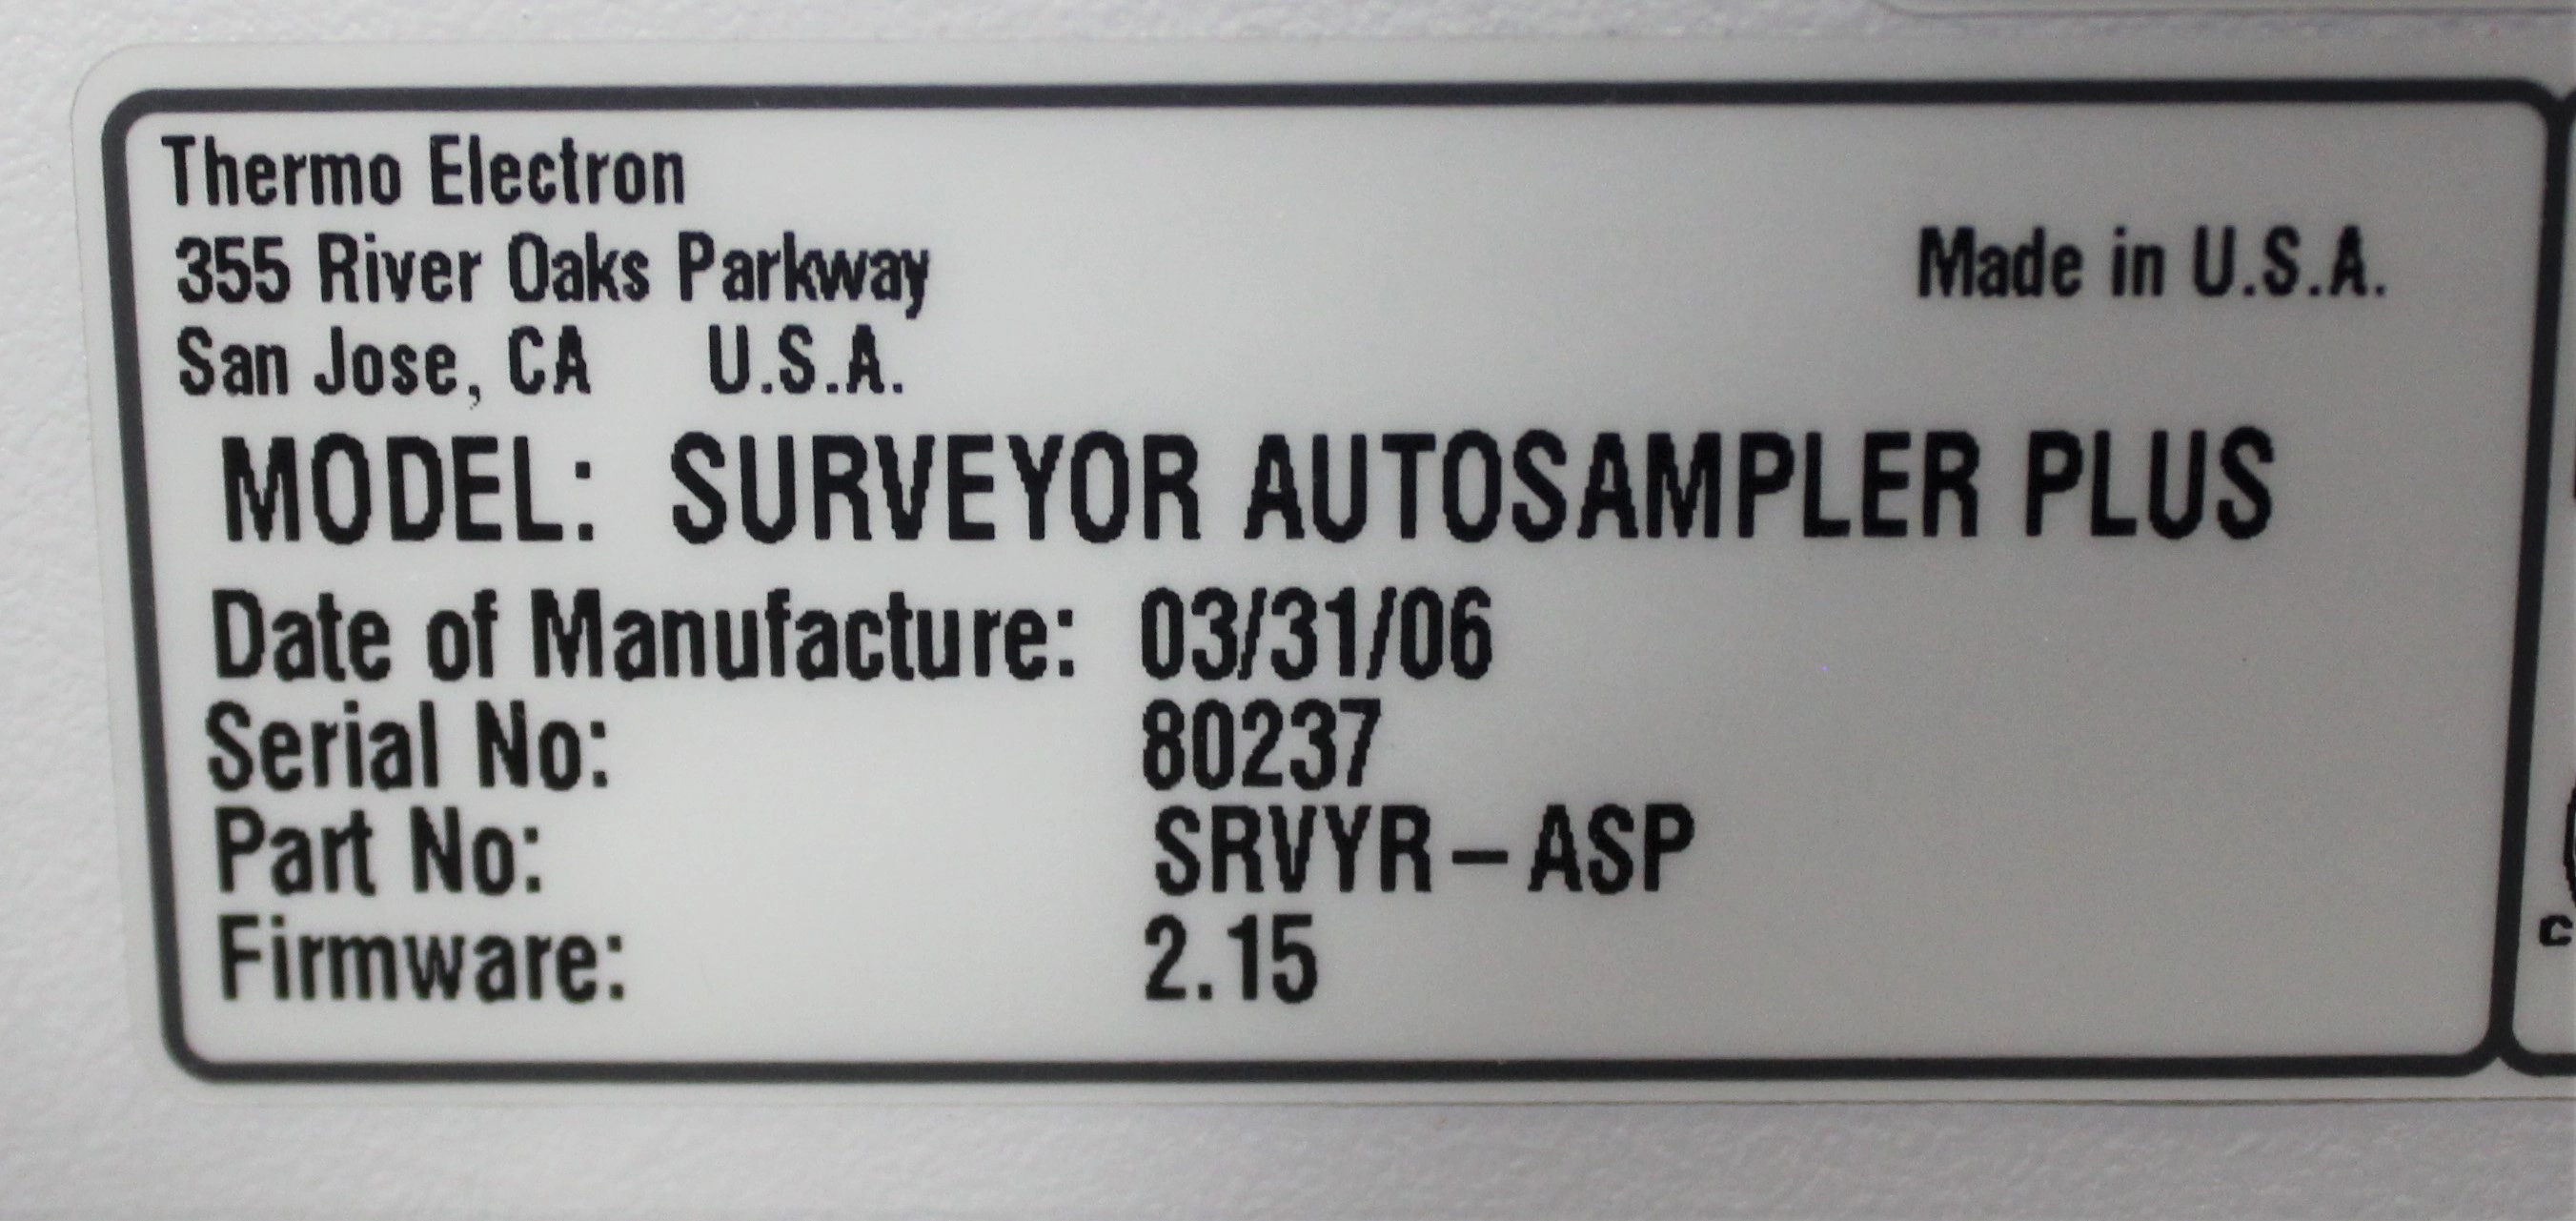 Thermo Electron
355 River Oaks Parkway
Made in U.S.A.
San Jose, CA U.S.A.
MODEL: SURVEYOR AUTOSAMPLER PLUS
Date of Manufacture: 03/31/06
Serial No: 80237
Part No: SRVYR-ASP
Firmware: 2.15